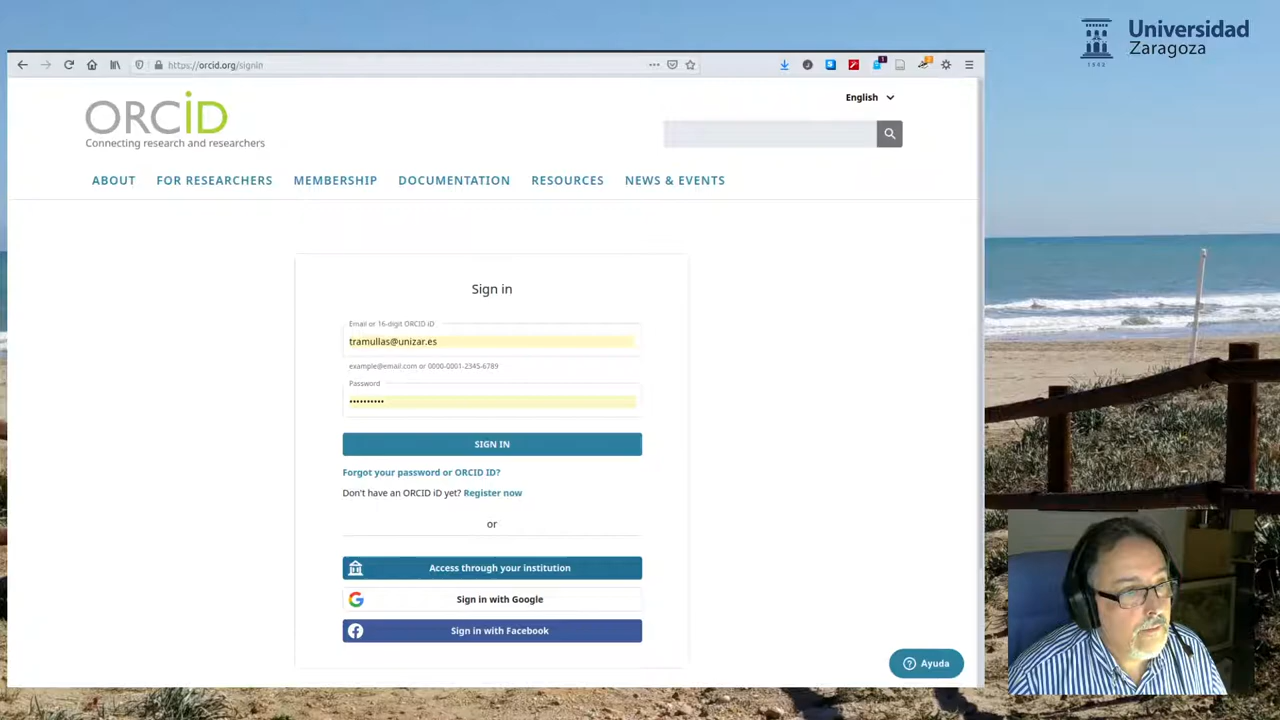 Universidad
Zaragoza
1542
https://orcid.org/signin
ORCID
Connecting research and researchers
English
ABOUT FOR RESEARCHERS MEMBERSHIP DOCUMENTATION RESOURCES NEWS & EVENTS
Sign in
Email or 16-digit ORCID iD
tramullas@unizar.es
example@email.com or 0000-0001-2345-6789
Password
••••••••••
SIGN IN
Forgot your password or ORCID ID?
Don't have an ORCID iD yet? Register now
or
Access through your institution
Sign in with Google
Sign in with Facebook
Ayuda